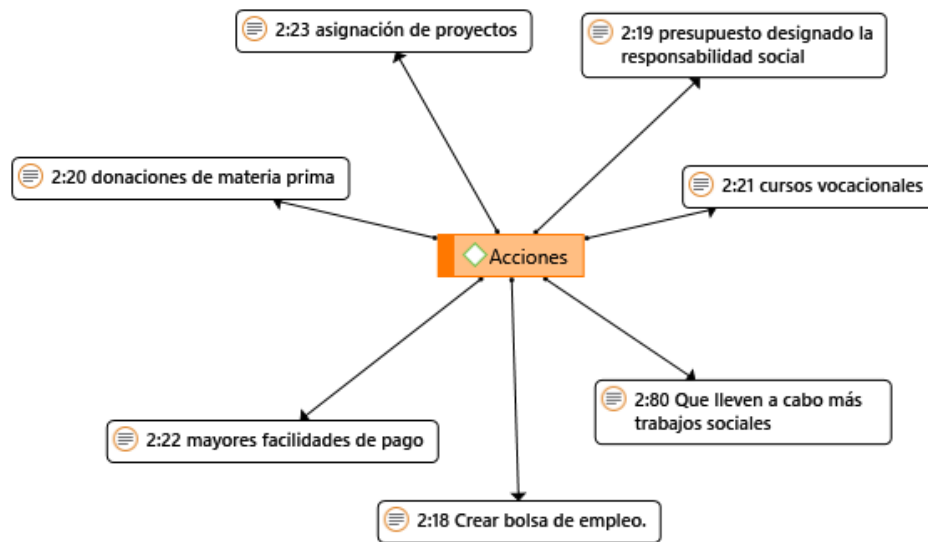 2:23 asignación de proyectos
2:19 presupuesto designado la
responsabilidad social
2:20 donaciones de materia prima
2:21 cursos vocacionales
Acciones
2:80 Que lleven a cabo más
trabajos sociales
2:22 mayores facilidades de pago
2:18 Crear bolsa de empleo.